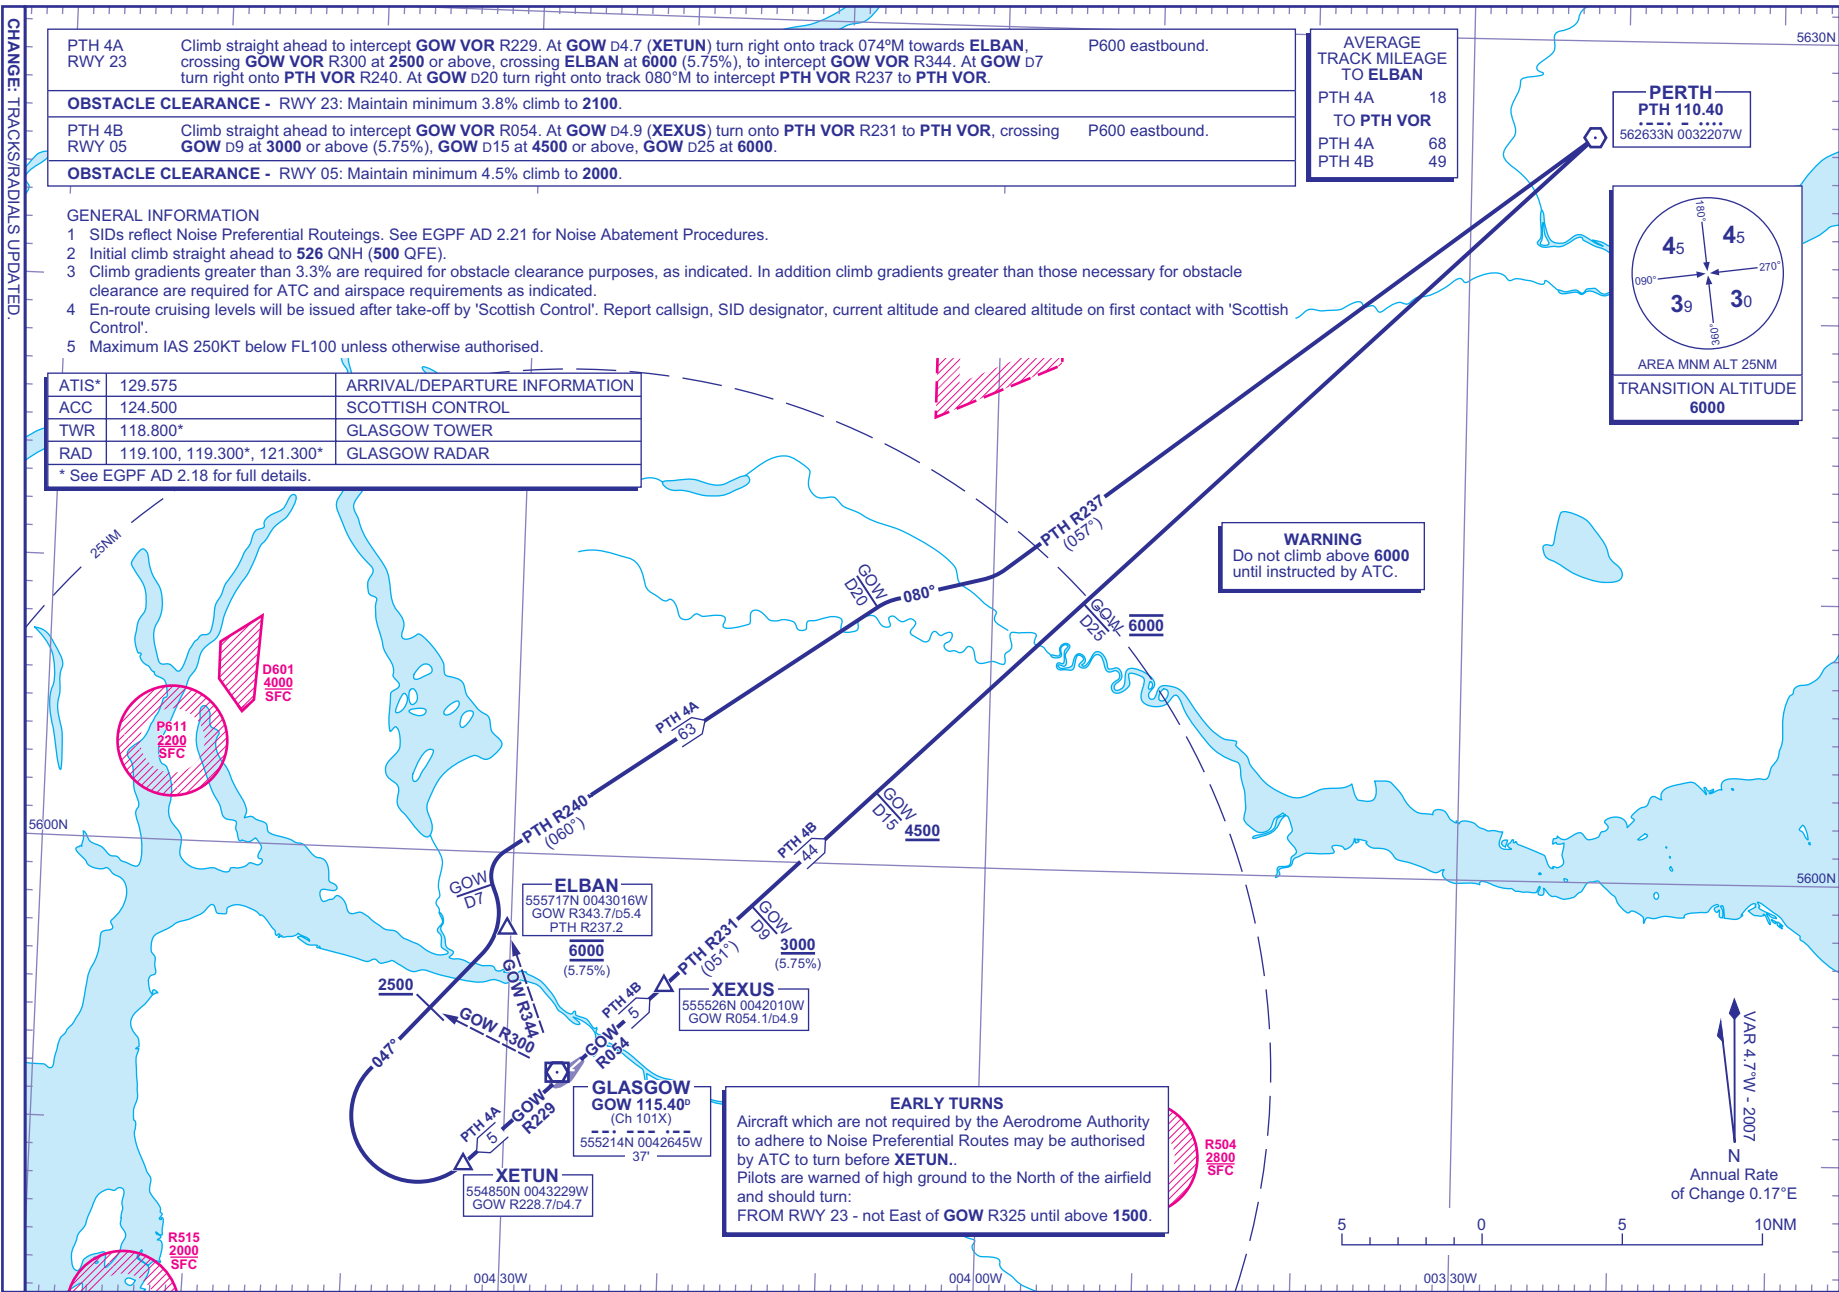 CHANGE: TRACKS/RADIALS UPDATED.
PTH 4A
RWY 23
Climb straight ahead to intercept GOW VOR R229. At GOW D4.7 (XETUN) turn right onto track 074ºM towards ELBAN,
crossing GOW VOR R300 at 2500 or above, crossing ELBAN at 6000 (5.75%), to intercept GOW VOR R344. At GOW D7
turn right onto PTH VOR R240. At GOW D20 turn right onto track 080°M to intercept PTH VOR R237 to PTH VOR.
P600 eastbound.
OBSTACLE CLEARANCE - RWY 23: Maintain minimum 3.8% climb to 2100.
PTH 4B
RWY 05
Climb straight ahead to intercept GOW VOR R054. At GOW D4.9 (XEXUS) turn onto PTH VOR R231 to PTH VOR, crossing
GOW D9 at 3000 or above (5.75%), GOW D15 at 4500 or above, GOW D25 at 6000.
P600 eastbound.
OBSTACLE CLEARANCE - RWY 05: Maintain minimum 4.5% climb to 2000.
AVERAGE
TRACK MILEAGE
TO ELBAN
PTH 4A 18
TO PTH VOR
PTH 4A 68
PTH 4B 49
5630N
PERTH
PTH 110.40
562633N 0032207W
GENERAL INFORMATION
1 SIDs reflect Noise Preferential Routeings. See EGPF AD 2.21 for Noise Abatement Procedures.
2 Initial climb straight ahead to 526 QNH (500 QFE).
3 Climb gradients greater than 3.3% are required for obstacle clearance purposes, as indicated. In addition climb gradients greater than those necessary for obstacle
clearance are required for ATC and airspace requirements as indicated.
4 En-route cruising levels will be issued after take-off by 'Scottish Control'. Report callsign, SID designator, current altitude and cleared altitude on first contact with 'Scottish
Control'.
5 Maximum IAS 250KT below FL100 unless otherwise authorised.
180°
45
45
090°
270°
39
30
360°
AREA MNM ALT 25NM
TRANSITION ALTITUDE
6000
ATIS* 129.575 ARRIVAL/DEPARTURE INFORMATION
ACC 124.500 SCOTTISH CONTROL
TWR 118.800* GLASGOW TOWER
RAD 119.100, 119.300*, 121.300* GLASGOW RADAR
* See EGPF AD 2.18 for full details.
25NM
PTH R237
(057°)
WARNING
Do not climb above 6000
until instructed by ATC.
GOW
D20
080°
GOW
D25
6000
D601
4000
SFC
P611
2200
SFC
PTH 4A
63
PTH R240
(060°)
GOW
D15
4500
PTH 4B
44
5600N
5600N
GOW
D7
ELBAN
555717N 0043016W
GOW R343.7/D5.4
PTH R237.2
6000
(5.75%)
GOW
D9
3000
(5.75%)
PTH R231
(051°)
2500
GOW R344
GOW R300
PTH 4B
5
XEXUS
555526N 0042010W
GOW R054.1/D4.9
047°
GOW
R054
GLASGOW
GOW 115.40D
(Ch 101X)
555214N 0042645W
37'
PTH 4A
5
GOW
R229
XETUN
554850N 0043229W
GOW R228.7/D4.7
EARLY TURNS
Aircraft which are not required by the Aerodrome Authority
to adhere to Noise Preferential Routes may be authorised
by ATC to turn before XETUN..
Pilots are warned of high ground to the North of the airfield
and should turn:
FROM RWY 23 - not East of GOW R325 until above 1500.
R504
2800
SFC
VAR 4.7°W - 2007
N
Annual Rate
of Change 0.17°E
R515
2000
SFC
5 0 5 10NM
004 30W
004 00W
003 30W